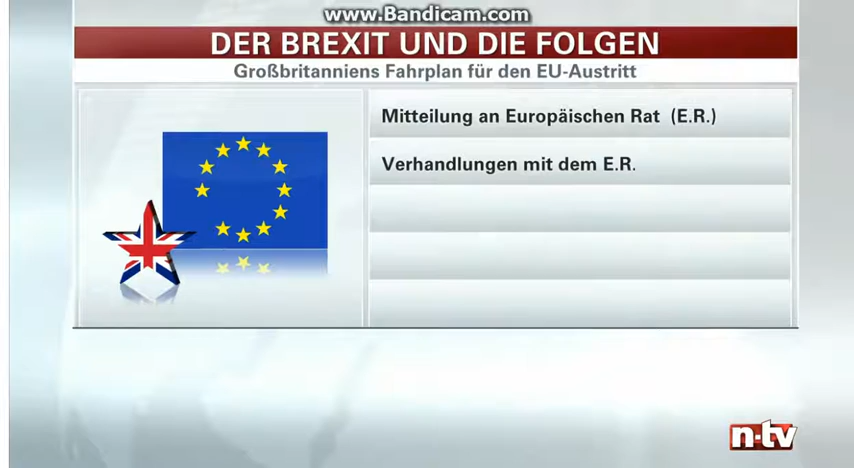 www.Bandicam.com
DER BREXIT UND DIE FOLGEN
Großbritanniens Fahrplan für den EU-Austritt
Mitteilung an Europäischen Rat (E.R.)
Verhandlungen mit dem E.R.
n-tv